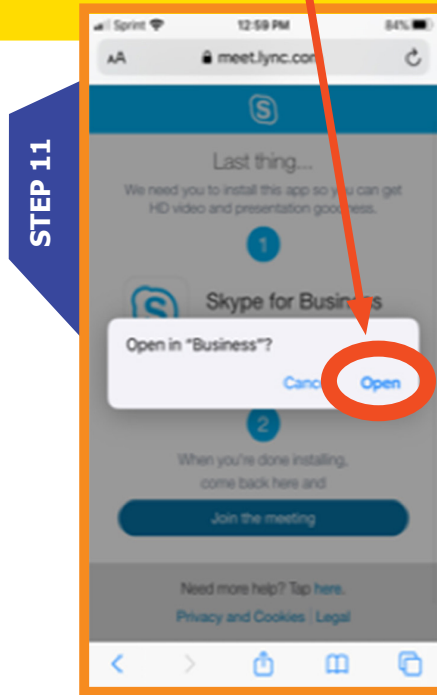 STEP 11
Sprint 12:59 PM 84%
AA meet.lync.com
Last thing...
We need you to install this app so you can get
HD video and presentation goodness.
1
Skype for Business
Open in "Business"?
Cancel Open
2
When you're done installing,
come back here and
Join the meeting
Need more help? Tap here.
Privacy and Cookies | Legal